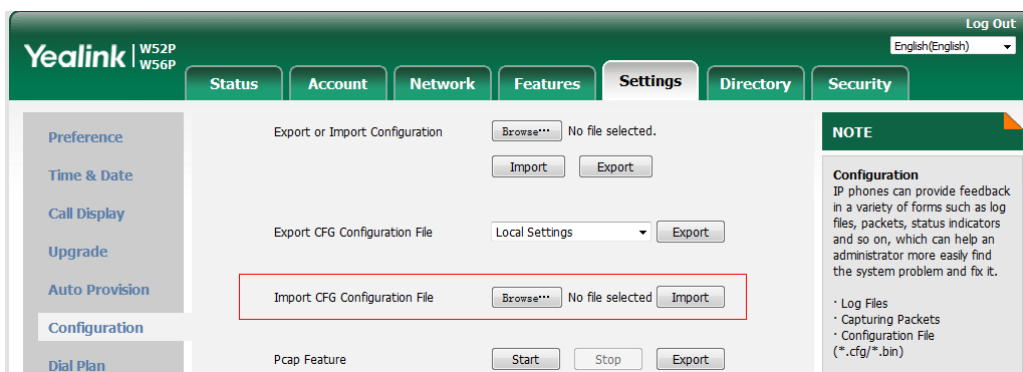 Log Out
Yealink W52P
W56P
English(English)
Status Account Network Features Settings Directory Security
Preference
Time & Date
Call Display
Upgrade
Auto Provision
Configuration
Dial Plan
Export or Import Configuration Browse··· No file selected.
Import Export
Export CFG Configuration File Local Settings Export
Import CFG Configuration File Browse··· No file selected Import
Pcap Feature Start Stop Export
NOTE
Configuration
IP phones can provide feedback
in a variety of forms such as log
files, packets, status indicators
and so on, which can help an
administrator more easily find
the system problem and fix it.
· Log Files
· Capturing Packets
· Configuration File
(*.cfg/*.bin)